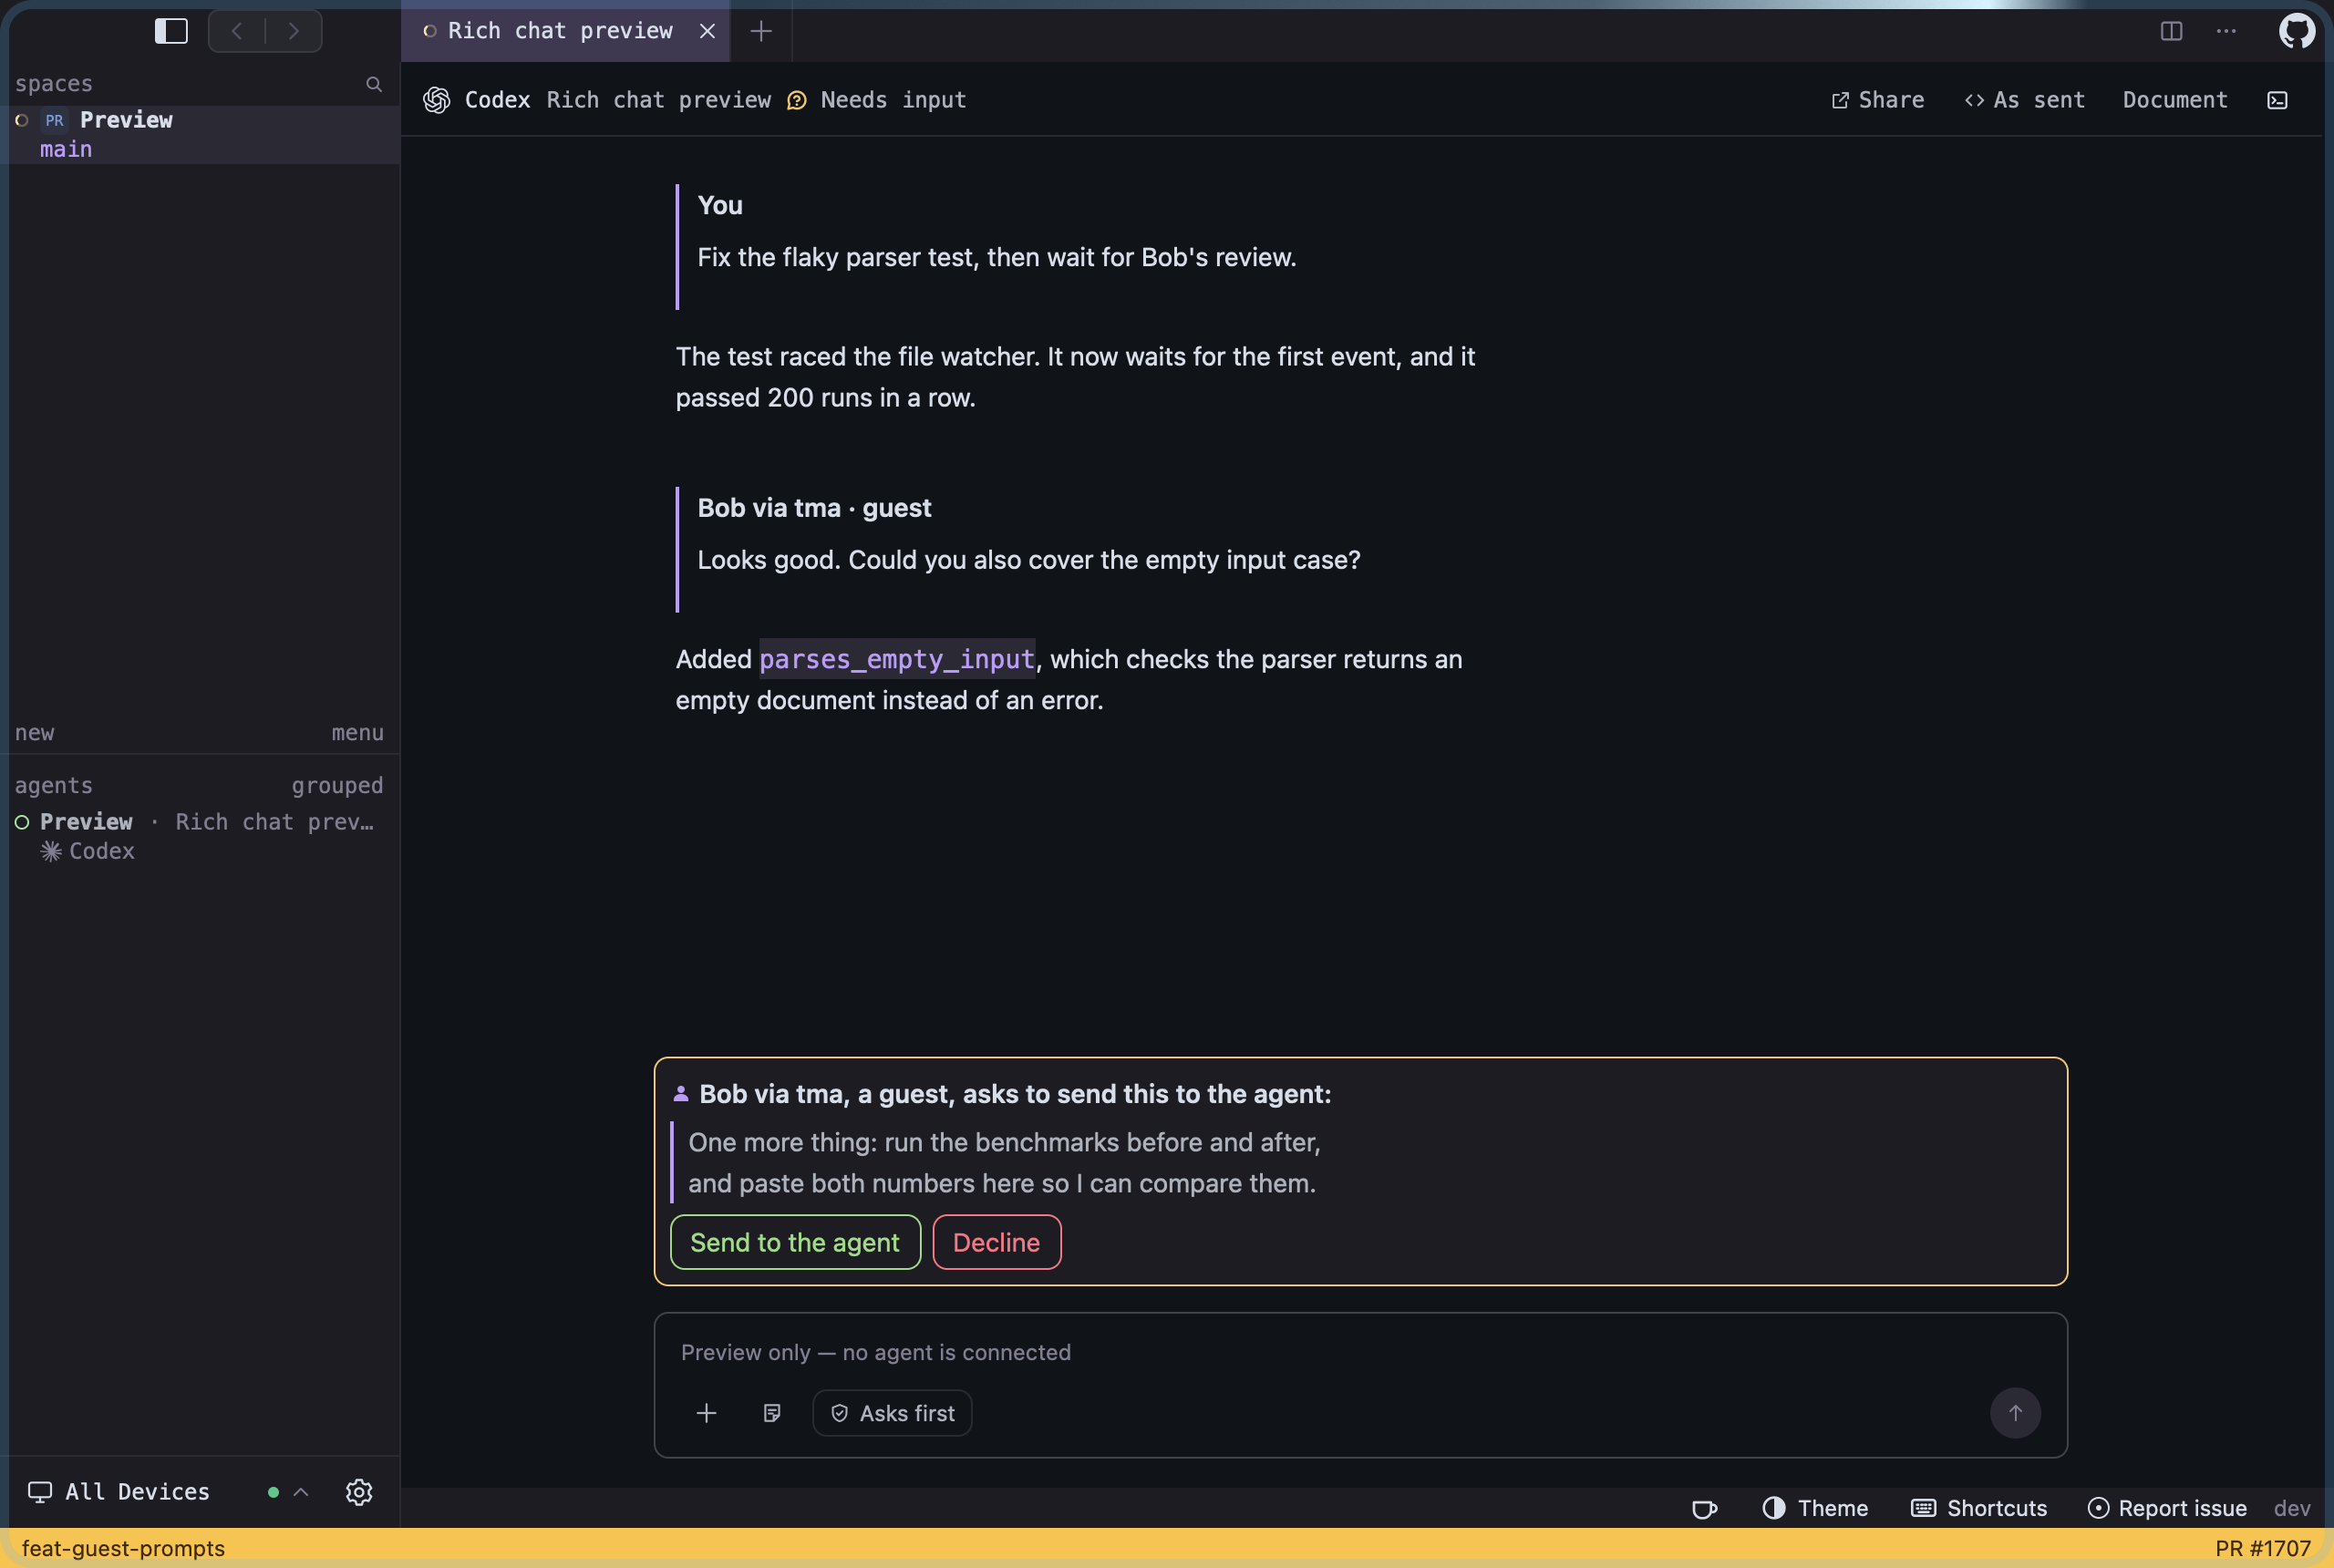 Rich chat preview
spaces
PR Preview
main
new menu
agents grouped
Preview · Rich chat prev…
Codex
All Devices
Codex Rich chat preview Needs input
Share As sent Document
You
Fix the flaky parser test, then wait for Bob's review.
The test raced the file watcher. It now waits for the first event, and it
passed 200 runs in a row.
Bob via tma · guest
Looks good. Could you also cover the empty input case?
Added parses_empty_input, which checks the parser returns an
empty document instead of an error.
Bob via tma, a guest, asks to send this to the agent:
One more thing: run the benchmarks before and after,
and paste both numbers here so I can compare them.
Send to the agent Decline
Preview only — no agent is connected
Asks first
Theme Shortcuts Report issue dev
feat-guest-prompts PR #1707